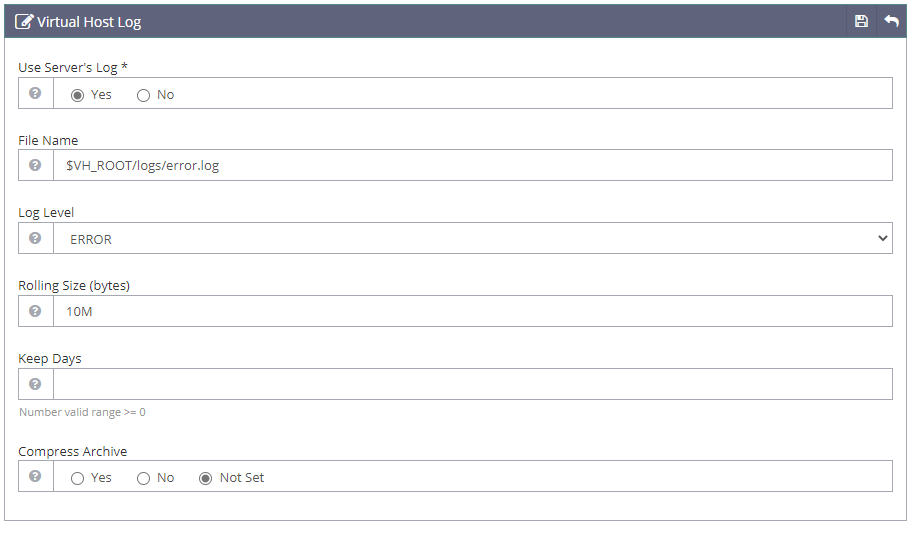 Virtual Host Log
Use Server's Log *
Yes No
File Name
$VH_ROOT/logs/error.log
Log Level
ERROR
Rolling Size (bytes)
10M
Keep Days
Number valid range >= 0
Compress Archive
Yes No Not Set